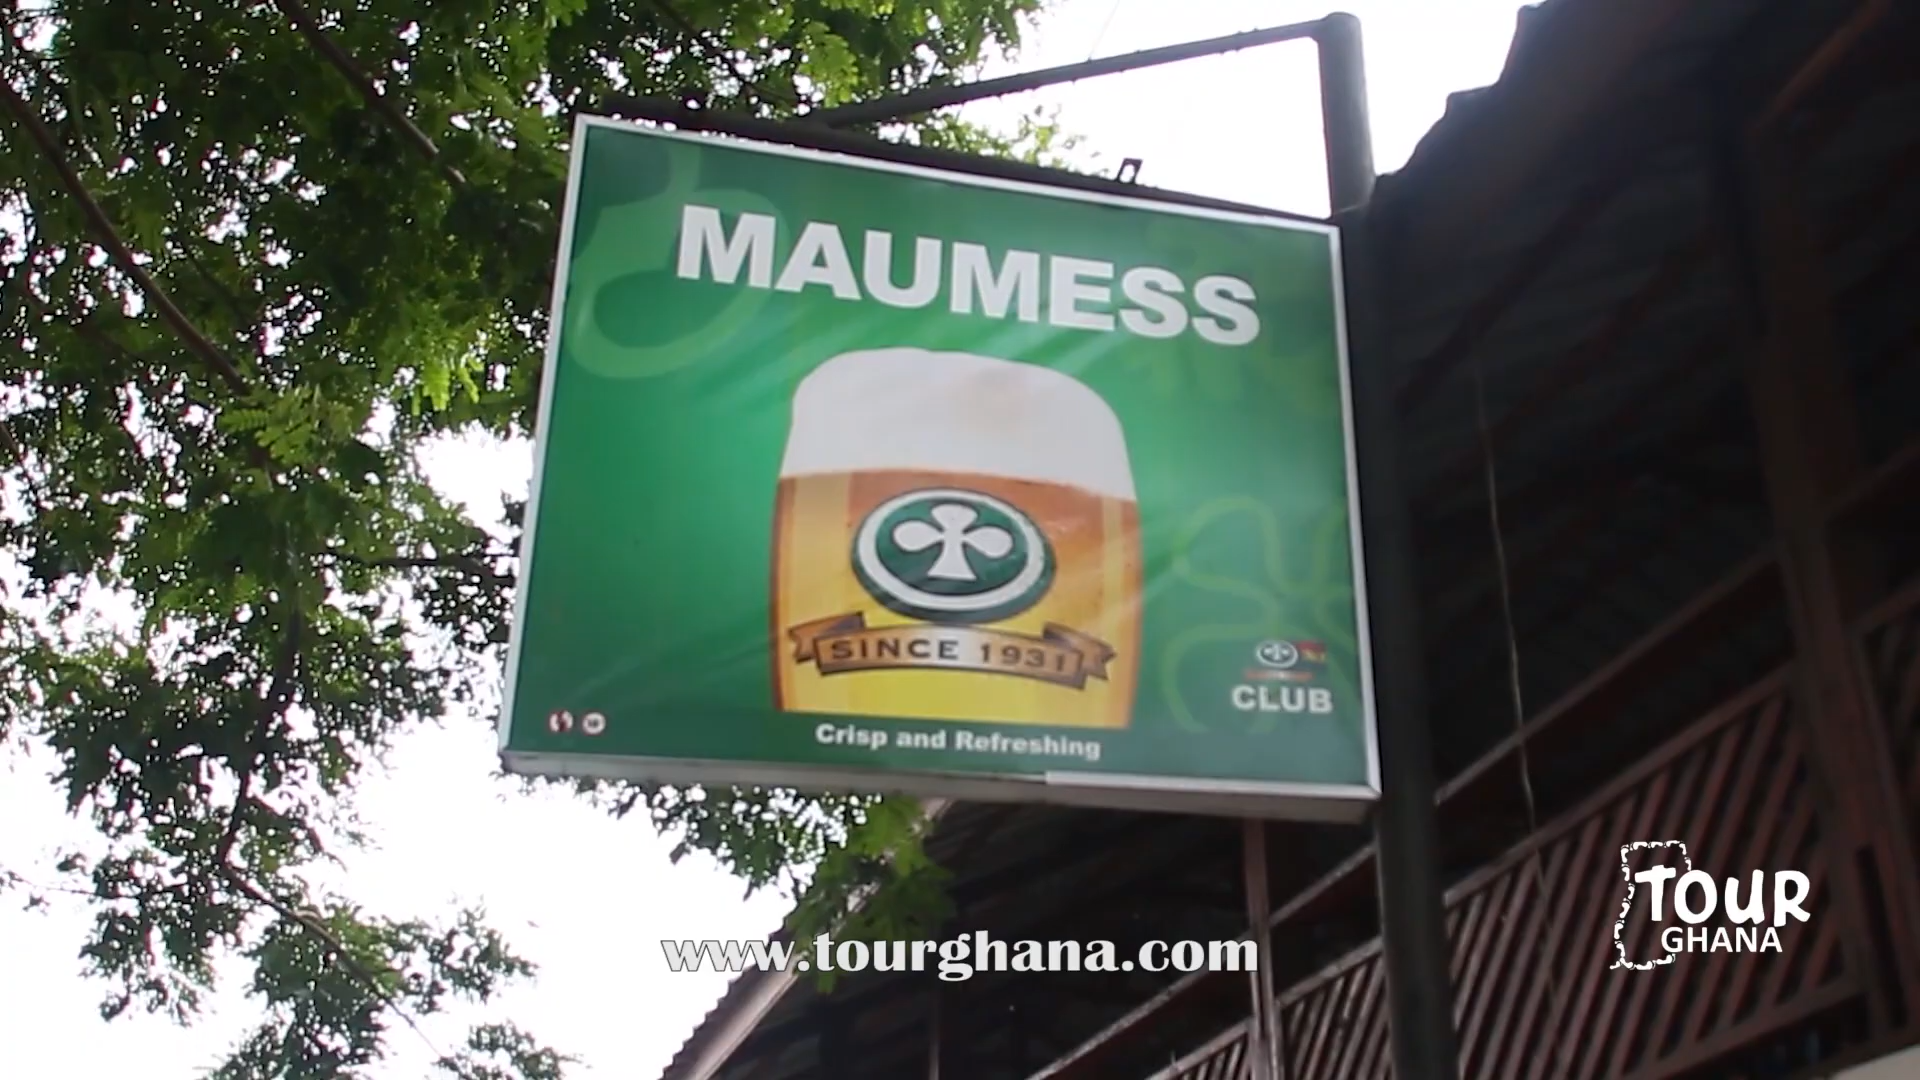 MAUMESS
SINCE 1931
CLUB
Crisp and Refreshing
www.tourghana.com
TOUR
GHANA